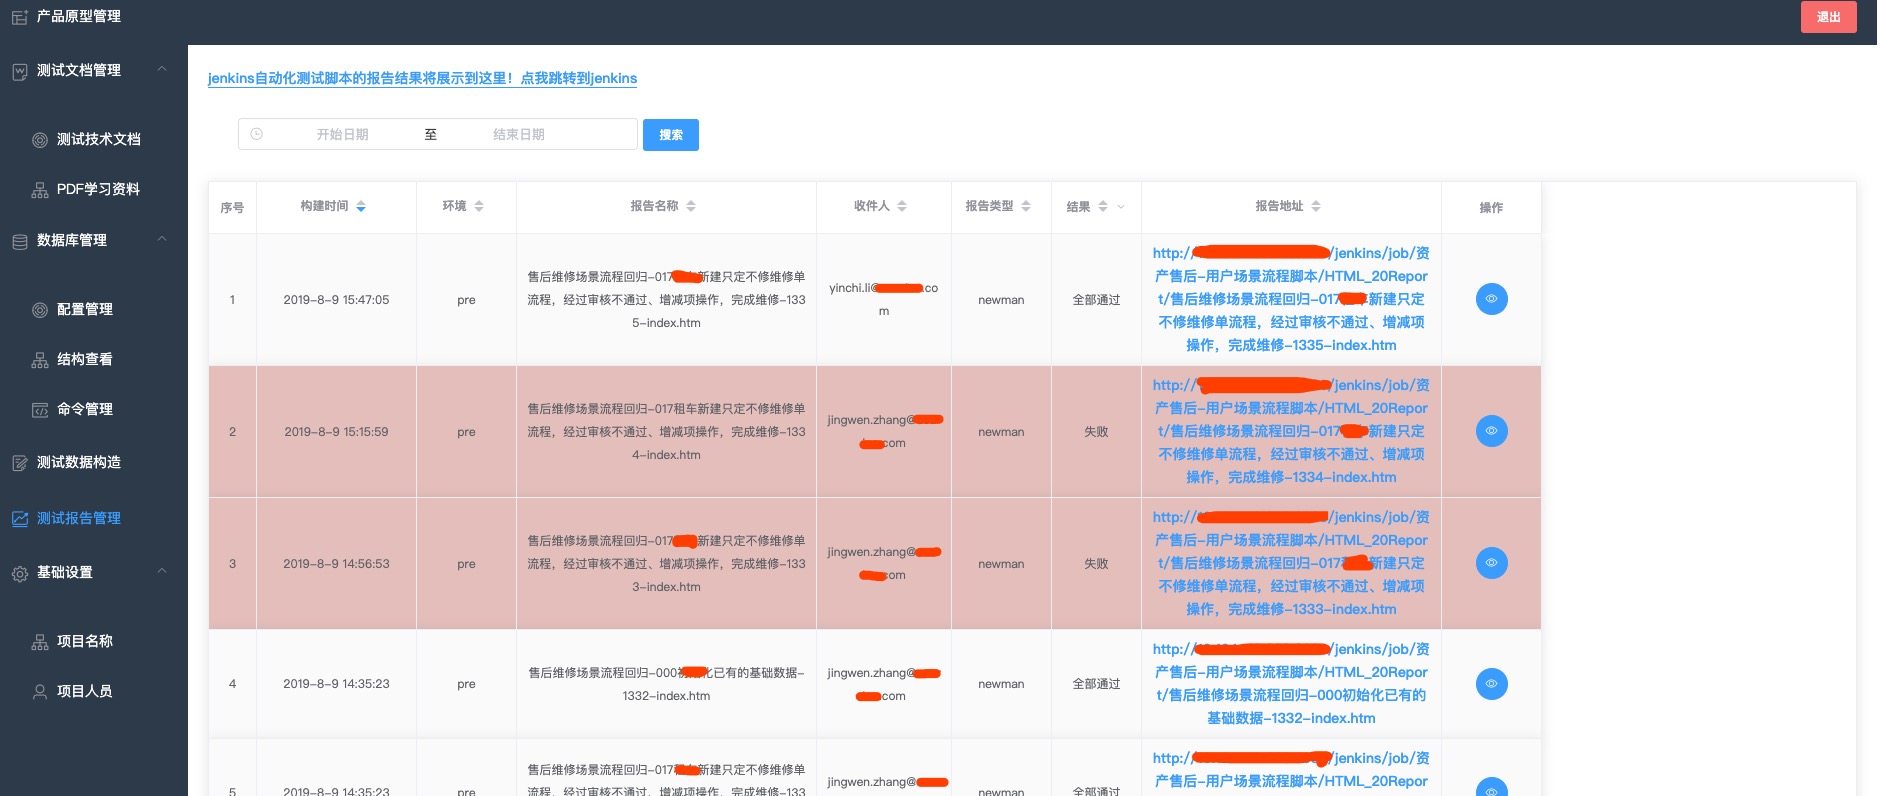 产品原型管理
退出
测试文档管理
测试技术文档
PDF学习资料
数据库管理
配置管理
结构查看
命令管理
测试数据构造
测试报告管理
基础设置
项目名称
项目人员
jenkins自动化测试脚本的报告结果将展示到这里！点我跳转到jenkins
开始日期 至 结束日期 搜索
序号 构建时间 环境 报告名称 收件人 报告类型 结果 报告地址 操作
1 2019-8-9 15:47:05 pre
售后维修场景流程回归-017 新建只定不修维修单
流程，经过审核不通过、增减项操作，完成维修-133
5-index.htm
yinchi.li@ .co
m
newman 全部通过
http:// /jenkins/job/资
产售后-用户场景流程脚本/HTML_20Repor
t/售后维修场景流程回归-017 新建只定
不修维修单流程，经过审核不通过、增减项
操作，完成维修-1335-index.htm
2 2019-8-9 15:15:59 pre
售后维修场景流程回归-017租车新建只定不修维修单
流程，经过审核不通过、增减项操作，完成维修-133
4-index.htm
jingwen.zhang@
com
newman 失败
http:// /jenkins/job/资
产售后-用户场景流程脚本/HTML_20Repor
t/售后维修场景流程回归-017 新建只定
不修维修单流程，经过审核不通过、增减项
操作，完成维修-1334-index.htm
3 2019-8-9 14:56:53 pre
售后维修场景流程回归-017 新建只定不修维修单
流程，经过审核不通过、增减项操作，完成维修-133
3-index.htm
jingwen.zhang@
com
newman 失败
http:// /jenkins/job/资
产售后-用户场景流程脚本/HTML_20Repor
t/售后维修场景流程回归-017 新建只定
不修维修单流程，经过审核不通过、增减项
操作，完成维修-1333-index.htm
4 2019-8-9 14:35:23 pre
售后维修场景流程回归-000 化已有的基础数据-
1332-index.htm
jingwen.zhang@
.com
newman 全部通过
http:// /jenkins/job/资
产售后-用户场景流程脚本/HTML_20Repor
t/售后维修场景流程回归-000初始化已有的
基础数据-1332-index.htm
5 2019-8-9 14:35:23 pre
售后维修场景流程回归-017 新建只定不修维修单
流程，经过审核不通过、增减项操作，完成维修-133
jingwen.zhang@
newman 全部通过
http:// /jenkins/job/资
产售后-用户场景流程脚本/HTML_20Repor